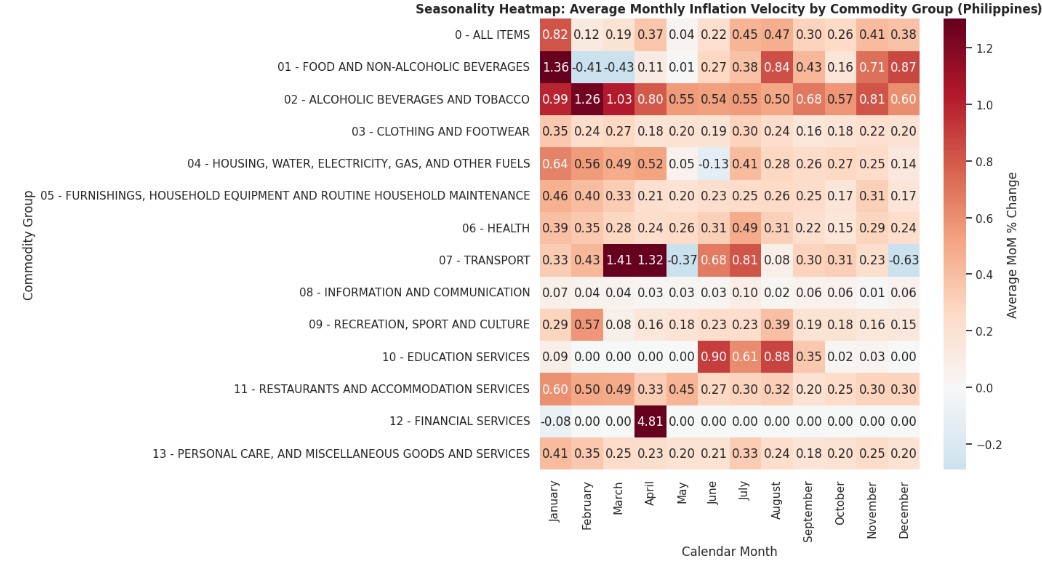 Seasonality Heatmap: Average Monthly Inflation Velocity by Commodity Group (Philippines)
Commodity Group
0 - ALL ITEMS 0.82 0.12 0.19 0.37 0.04 0.22 0.45 0.47 0.30 0.26 0.41 0.38
01 - FOOD AND NON-ALCOHOLIC BEVERAGES 1.36 -0.41 -0.43 0.11 0.01 0.27 0.38 0.84 0.43 0.16 0.71 0.87
02 - ALCOHOLIC BEVERAGES AND TOBACCO 0.99 1.26 1.03 0.80 0.55 0.54 0.55 0.50 0.68 0.57 0.81 0.60
03 - CLOTHING AND FOOTWEAR 0.35 0.24 0.27 0.18 0.20 0.19 0.30 0.24 0.16 0.18 0.22 0.20
04 - HOUSING, WATER, ELECTRICITY, GAS, AND OTHER FUELS 0.64 0.56 0.49 0.52 0.05 -0.13 0.41 0.28 0.26 0.27 0.25 0.14
05 - FURNISHINGS, HOUSEHOLD EQUIPMENT AND ROUTINE HOUSEHOLD MAINTENANCE 0.46 0.40 0.33 0.21 0.20 0.23 0.25 0.26 0.25 0.17 0.31 0.17
06 - HEALTH 0.39 0.35 0.28 0.24 0.26 0.31 0.49 0.31 0.22 0.15 0.29 0.24
07 - TRANSPORT 0.33 0.43 1.41 1.32 -0.37 0.68 0.81 0.08 0.30 0.31 0.23 -0.63
08 - INFORMATION AND COMMUNICATION 0.07 0.04 0.04 0.03 0.03 0.03 0.10 0.02 0.06 0.06 0.01 0.06
09 - RECREATION, SPORT AND CULTURE 0.29 0.57 0.08 0.16 0.18 0.23 0.23 0.39 0.19 0.18 0.16 0.15
10 - EDUCATION SERVICES 0.09 0.00 0.00 0.00 0.00 0.90 0.61 0.88 0.35 0.02 0.03 0.00
11 - RESTAURANTS AND ACCOMMODATION SERVICES 0.60 0.50 0.49 0.33 0.45 0.27 0.30 0.32 0.20 0.25 0.30 0.30
12 - FINANCIAL SERVICES -0.08 0.00 0.00 4.81 0.00 0.00 0.00 0.00 0.00 0.00 0.00 0.00
13 - PERSONAL CARE, AND MISCELLANEOUS GOODS AND SERVICES 0.41 0.35 0.25 0.23 0.20 0.21 0.33 0.24 0.18 0.20 0.25 0.20
January February March April May June July August September October November December
Calendar Month
1.2
1.0
0.8
0.6
0.4
0.2
0.0
−0.2
Average MoM % Change